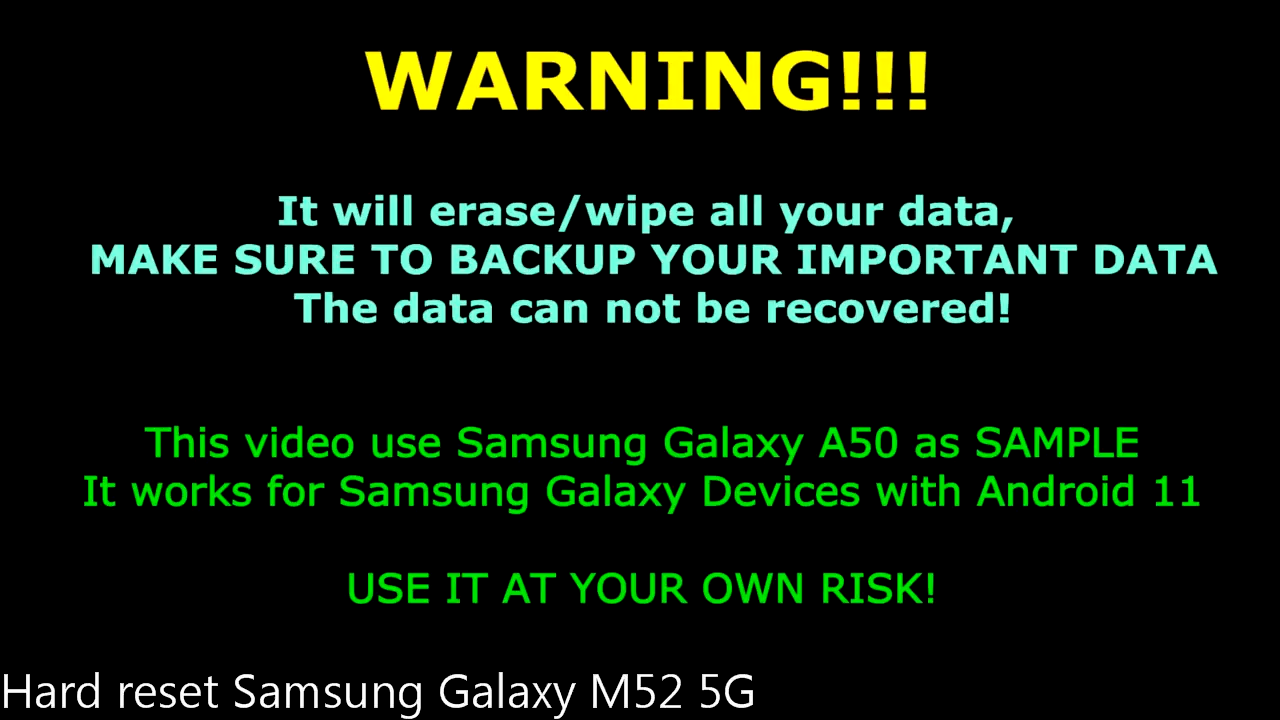 WARNING!!!
It will erase/wipe all your data,
MAKE SURE TO BACKUP YOUR IMPORTANT DATA
The data can not be recovered!
This video use Samsung Galaxy A50 as SAMPLE
It works for Samsung Galaxy Devices with Android 11
USE IT AT YOUR OWN RISK!
Hard reset Samsung Galaxy M52 5G